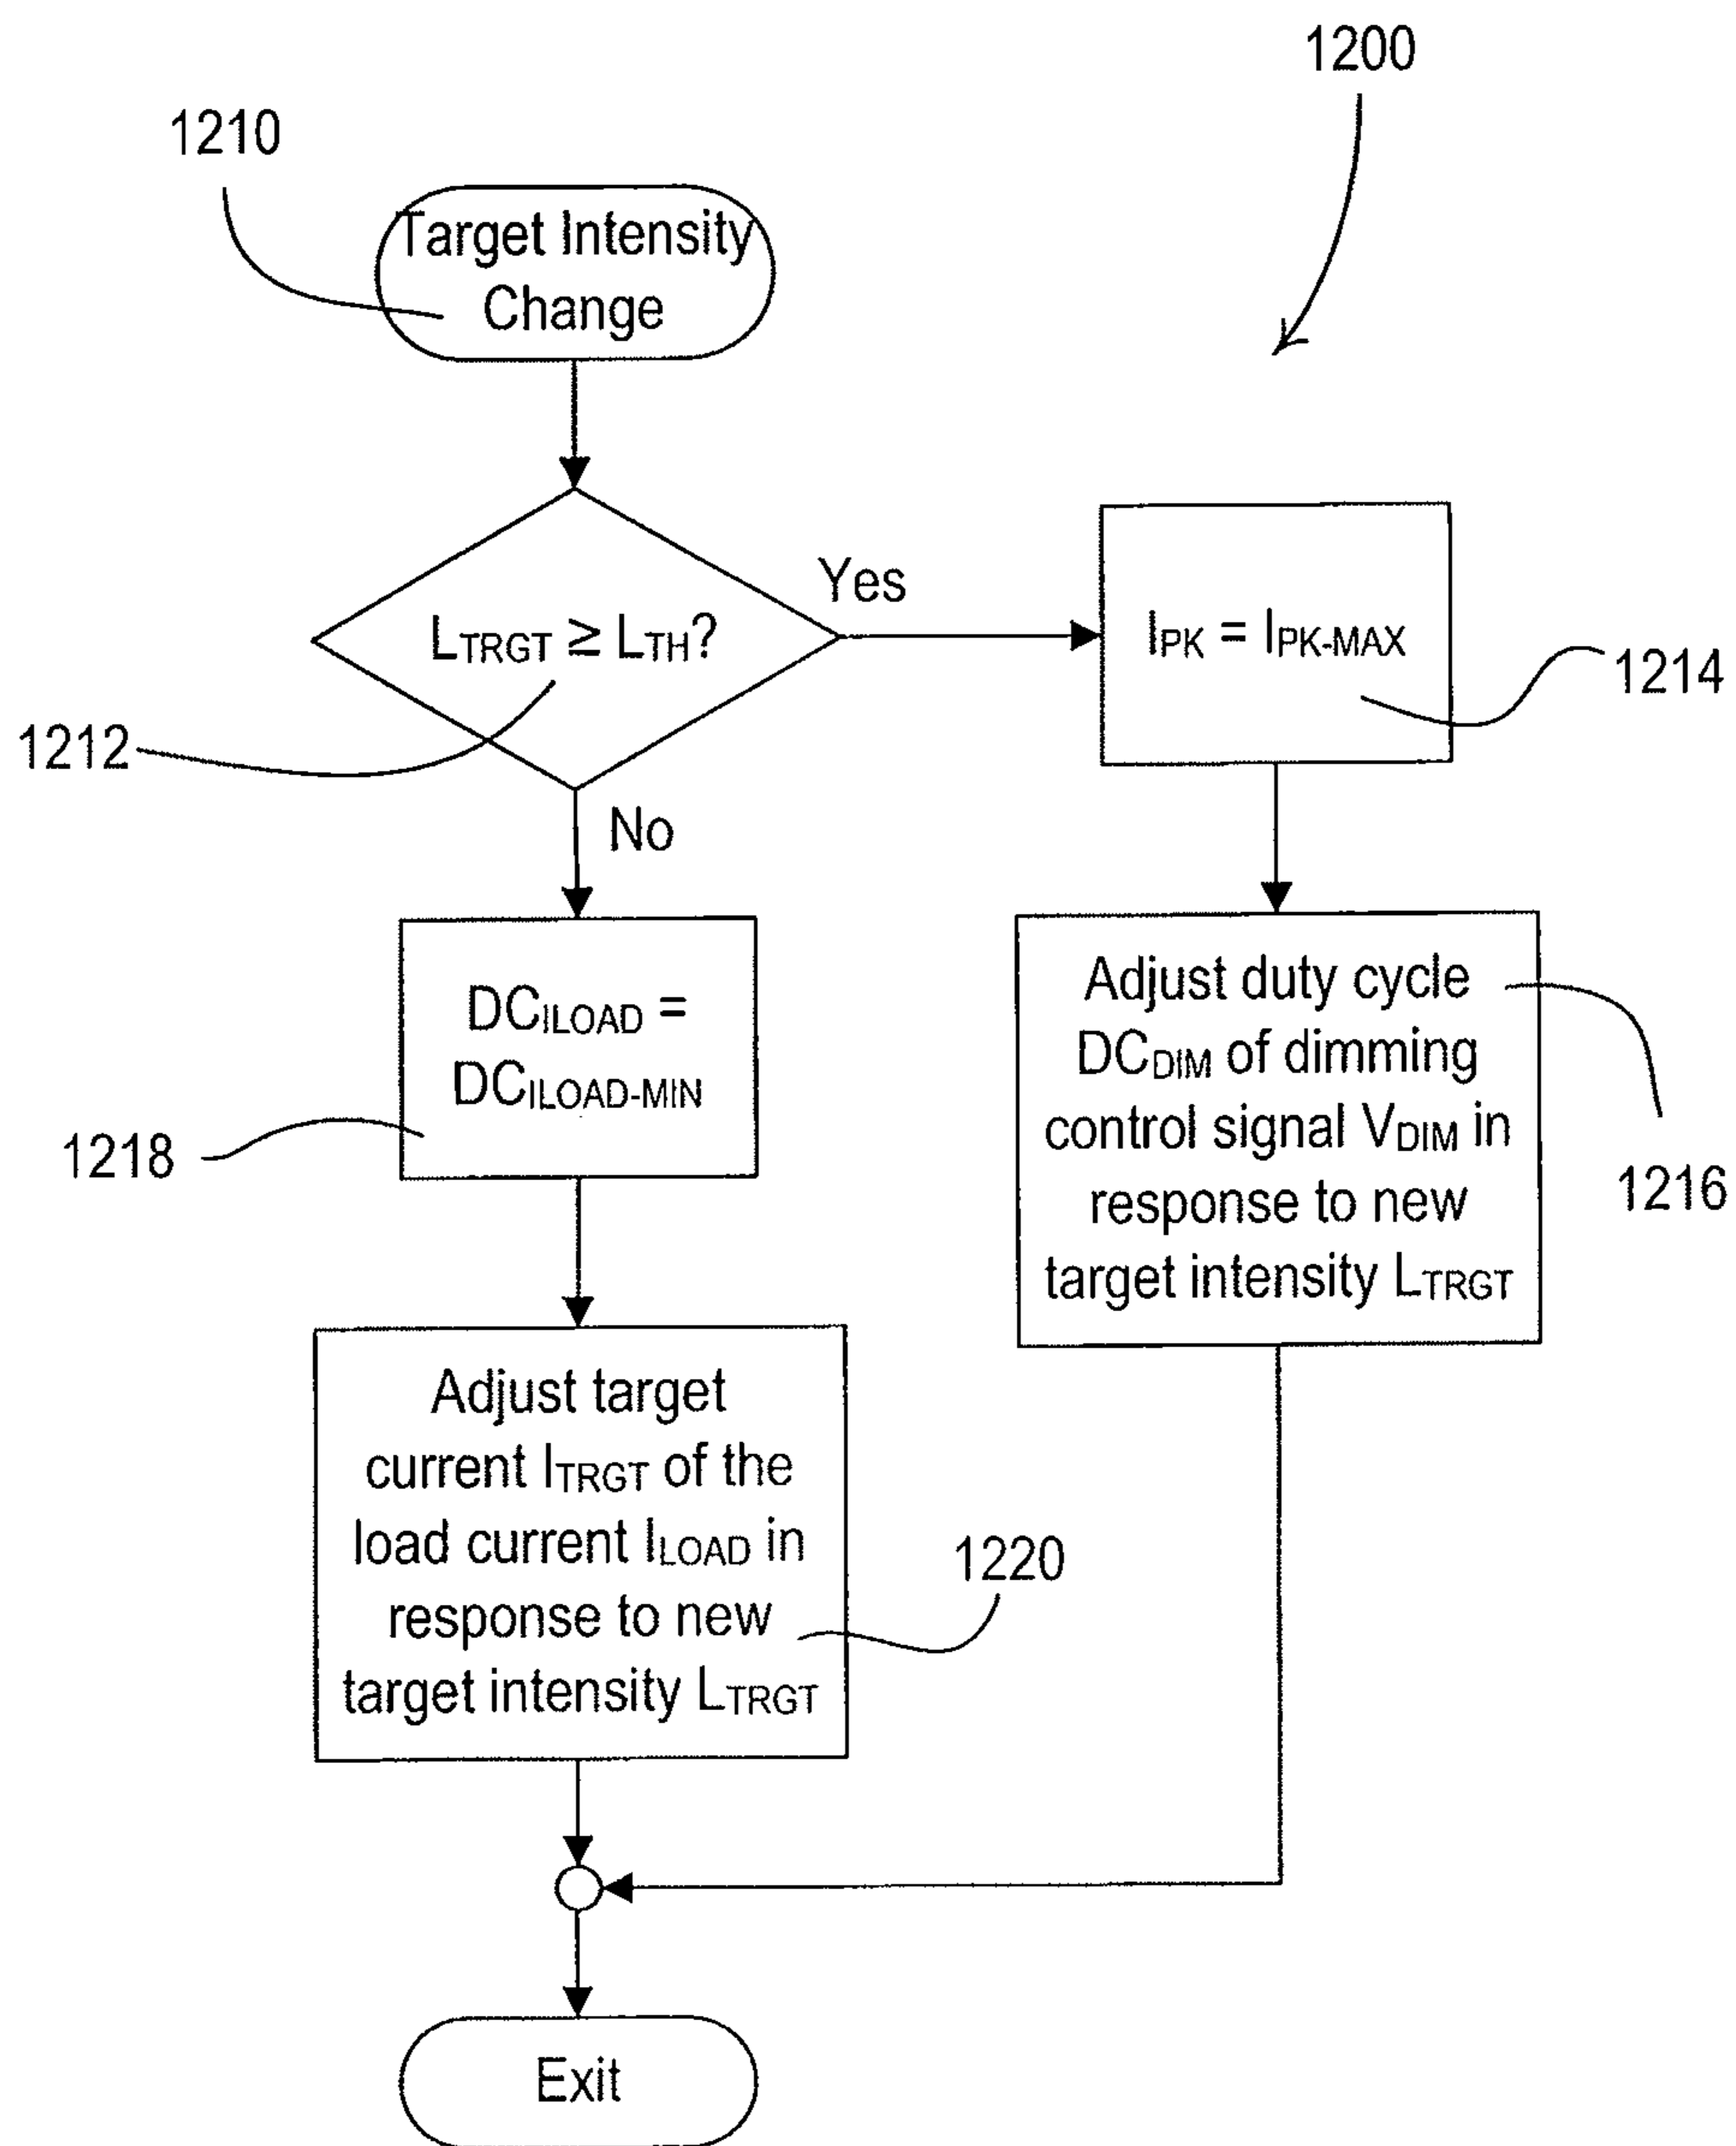 1200
1210
Target Intensity
Change
LTRGT ≥ LTH?
Yes
1212
No
IPK = IPK-MAX
1214
DCILOAD =
DCILOAD-MIN
1218
Adjust duty cycle
DCDIM of dimming
control signal VDIM in
response to new
target intensity LTRGT
1216
Adjust target
current ITRGT of the
load current ILOAD in
response to new
target intensity LTRGT
1220
Exit